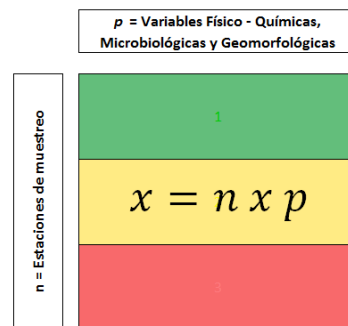 p = Variables Físico - Químicas,
Microbiológicas y Geomorfológicas
n = Estaciones de muestreo
1
x = n x p
3